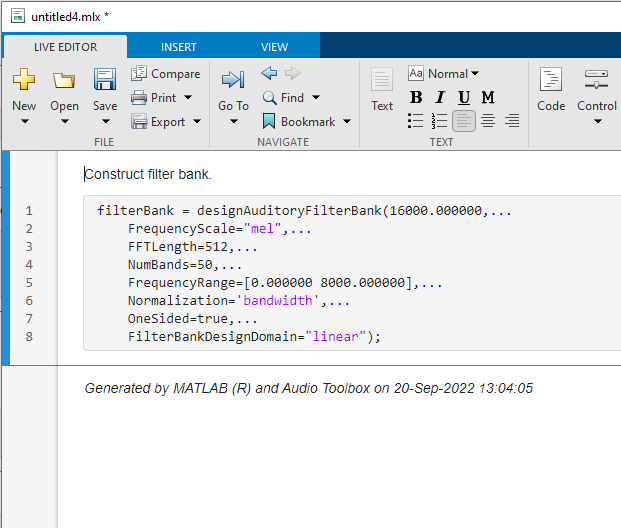 untitled4.mlx *
LIVE EDITOR INSERT VIEW
New Open Save Compare Print Export
FILE
Go To Find Bookmark
NAVIGATE
Text Aa Normal
B I U M
TEXT
Code Control
Construct filter bank.
1 filterBank = designAuditoryFilterBank(16000.000000,...
2 FrequencyScale="mel",...
3 FFTLength=512,...
4 NumBands=50,...
5 FrequencyRange=[0.000000 8000.000000],...
6 Normalization='bandwidth',...
7 OneSided=true,...
8 FilterBankDesignDomain="linear");
Generated by MATLAB (R) and Audio Toolbox on 20-Sep-2022 13:04:05